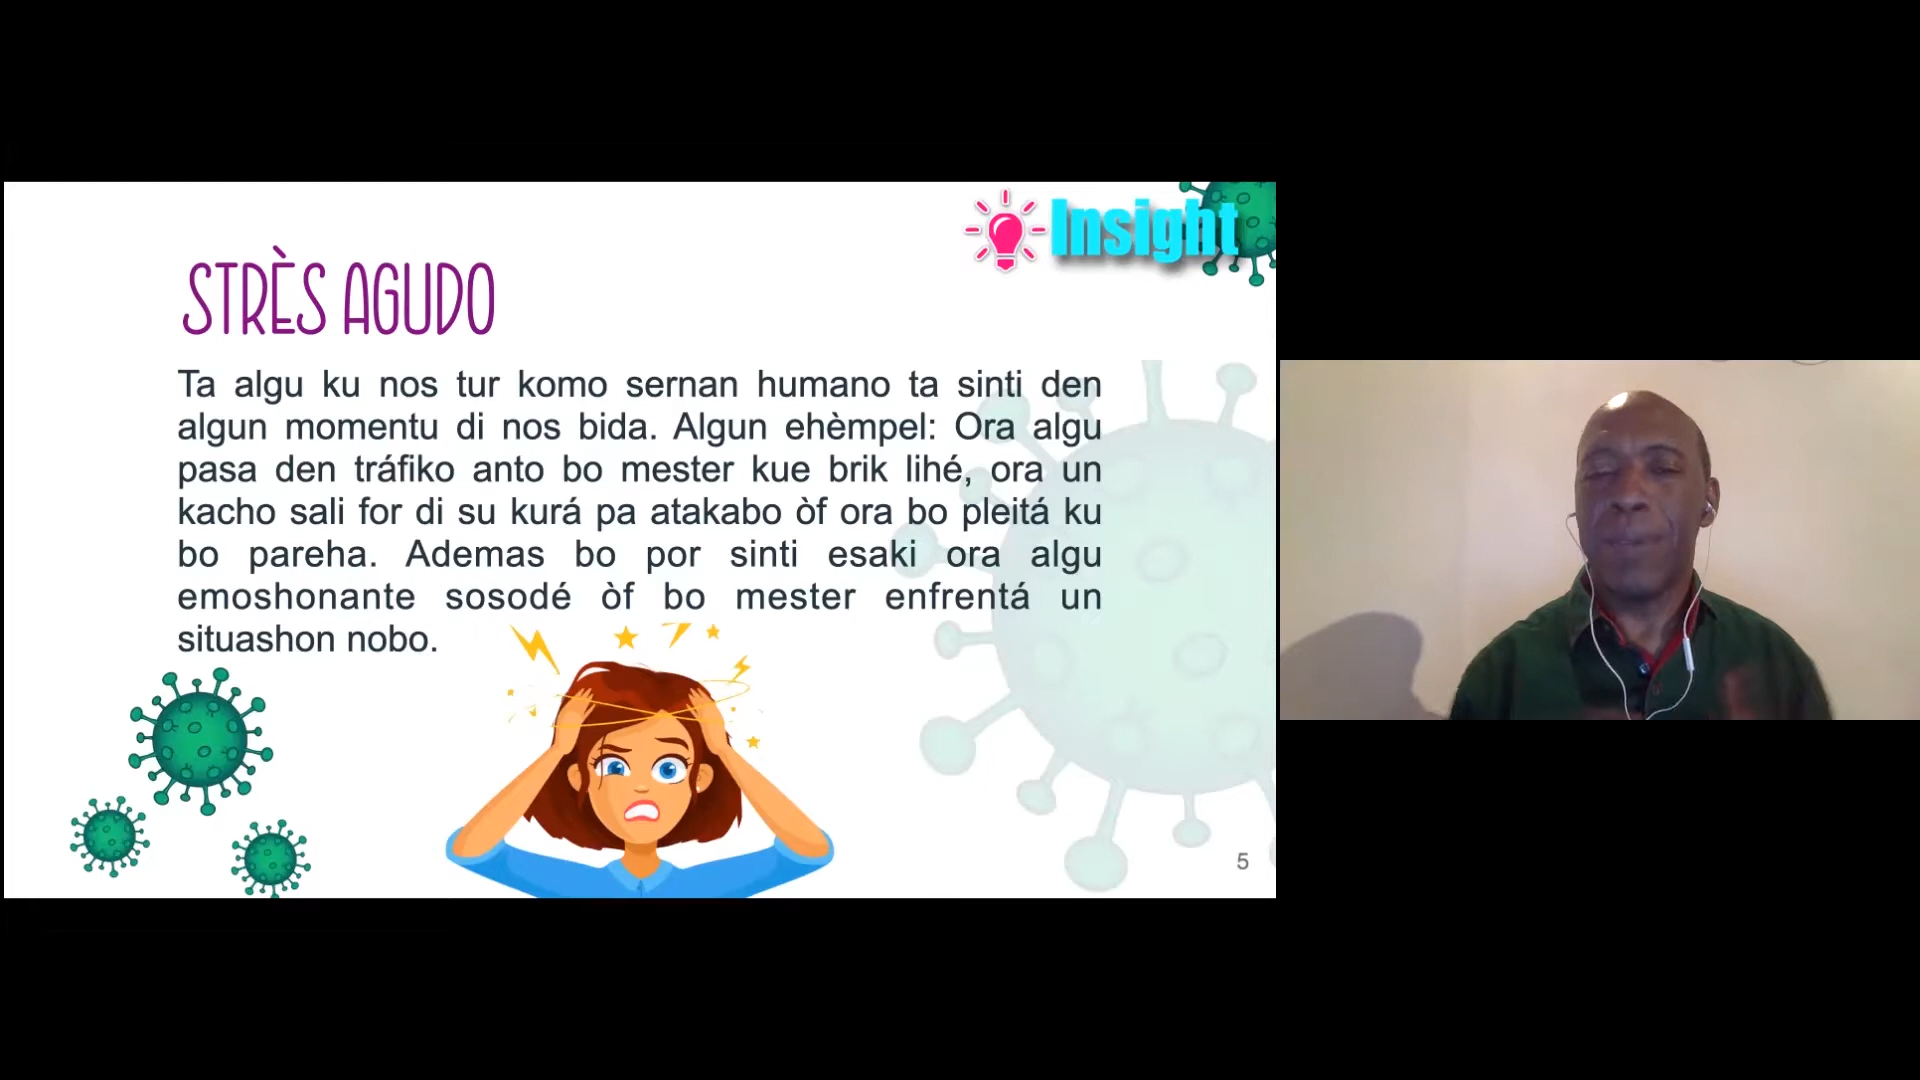 Insight
STRÈS AGUDO
Ta algu ku nos tur komo sernan humano ta sinti den
algun momentu di nos bida. Algun ehèmpel: Ora algu
pasa den tráfiko anto bo mester kue brik lihé, ora un
kacho sali for di su kurá pa atakabo òf ora bo pleitá ku
bo pareha. Ademas bo por sinti esaki ora algu
emoshonante sosodé òf bo mester enfrentá un
situashon nobo.
5